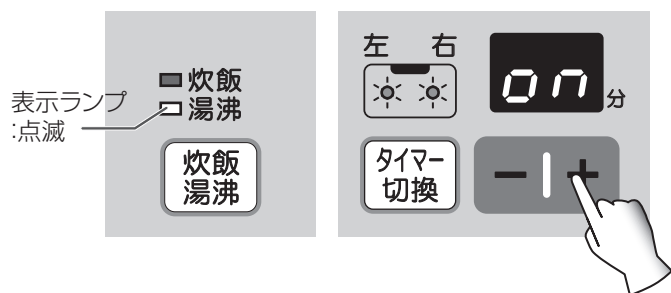 表示ランプ
:点滅
炊飯
湯沸
炊飯
湯沸
左 右
on
分
タイマー
切換
− +